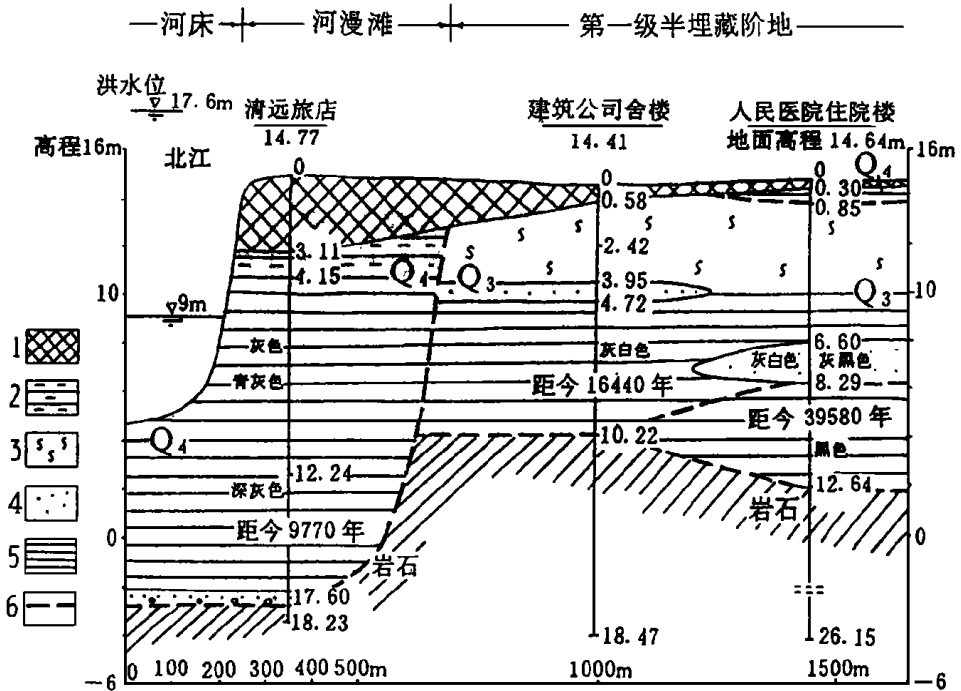 河床 河漫滩 第一级半埋藏阶地
洪水位
17.6m
清远旅店
14.77
建筑公司舍楼
14.41
人民医院住院楼
地面高程 14.64m
高程16m
北江
16m
0
0
0
Q4
0.30
0.58
0.85
s s s
2.42
3.11
4.15
Q4
s
Q3
s
3.95
4.72
s
s
Q3
10
10
9m
灰色
青灰色
灰白色
距今 16440 年
6.60
灰白色 灰黑色
8.29
距今 39580 年
Q4
10.22
黑色
12.24
深灰色
12.64
距今 9770 年
岩石
岩石
0
0
17.60
18.23
18.47
26.15
-6
-6
0 100 200 300 400 500m 1000m 1500m
1
2
3 s s s
4
5
6